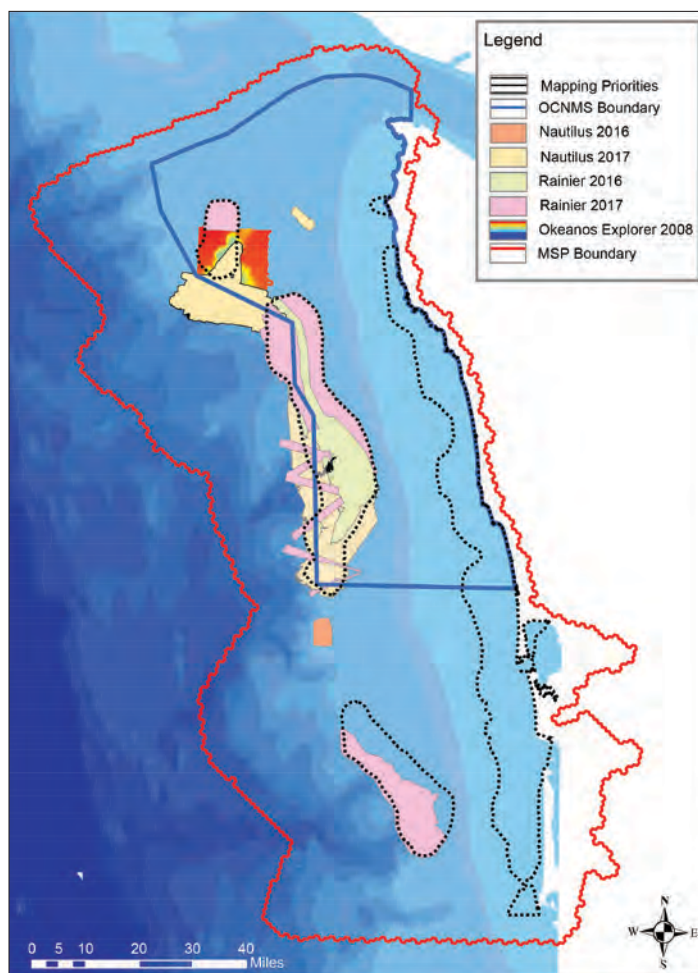 Legend
Mapping Priorities
OCNMS Boundary
Nautilus 2016
Nautilus 2017
Rainier 2016
Rainier 2017
Okeanos Explorer 2008
MSP Boundary
N
W E
S
0 5 10 20 30 40
Miles